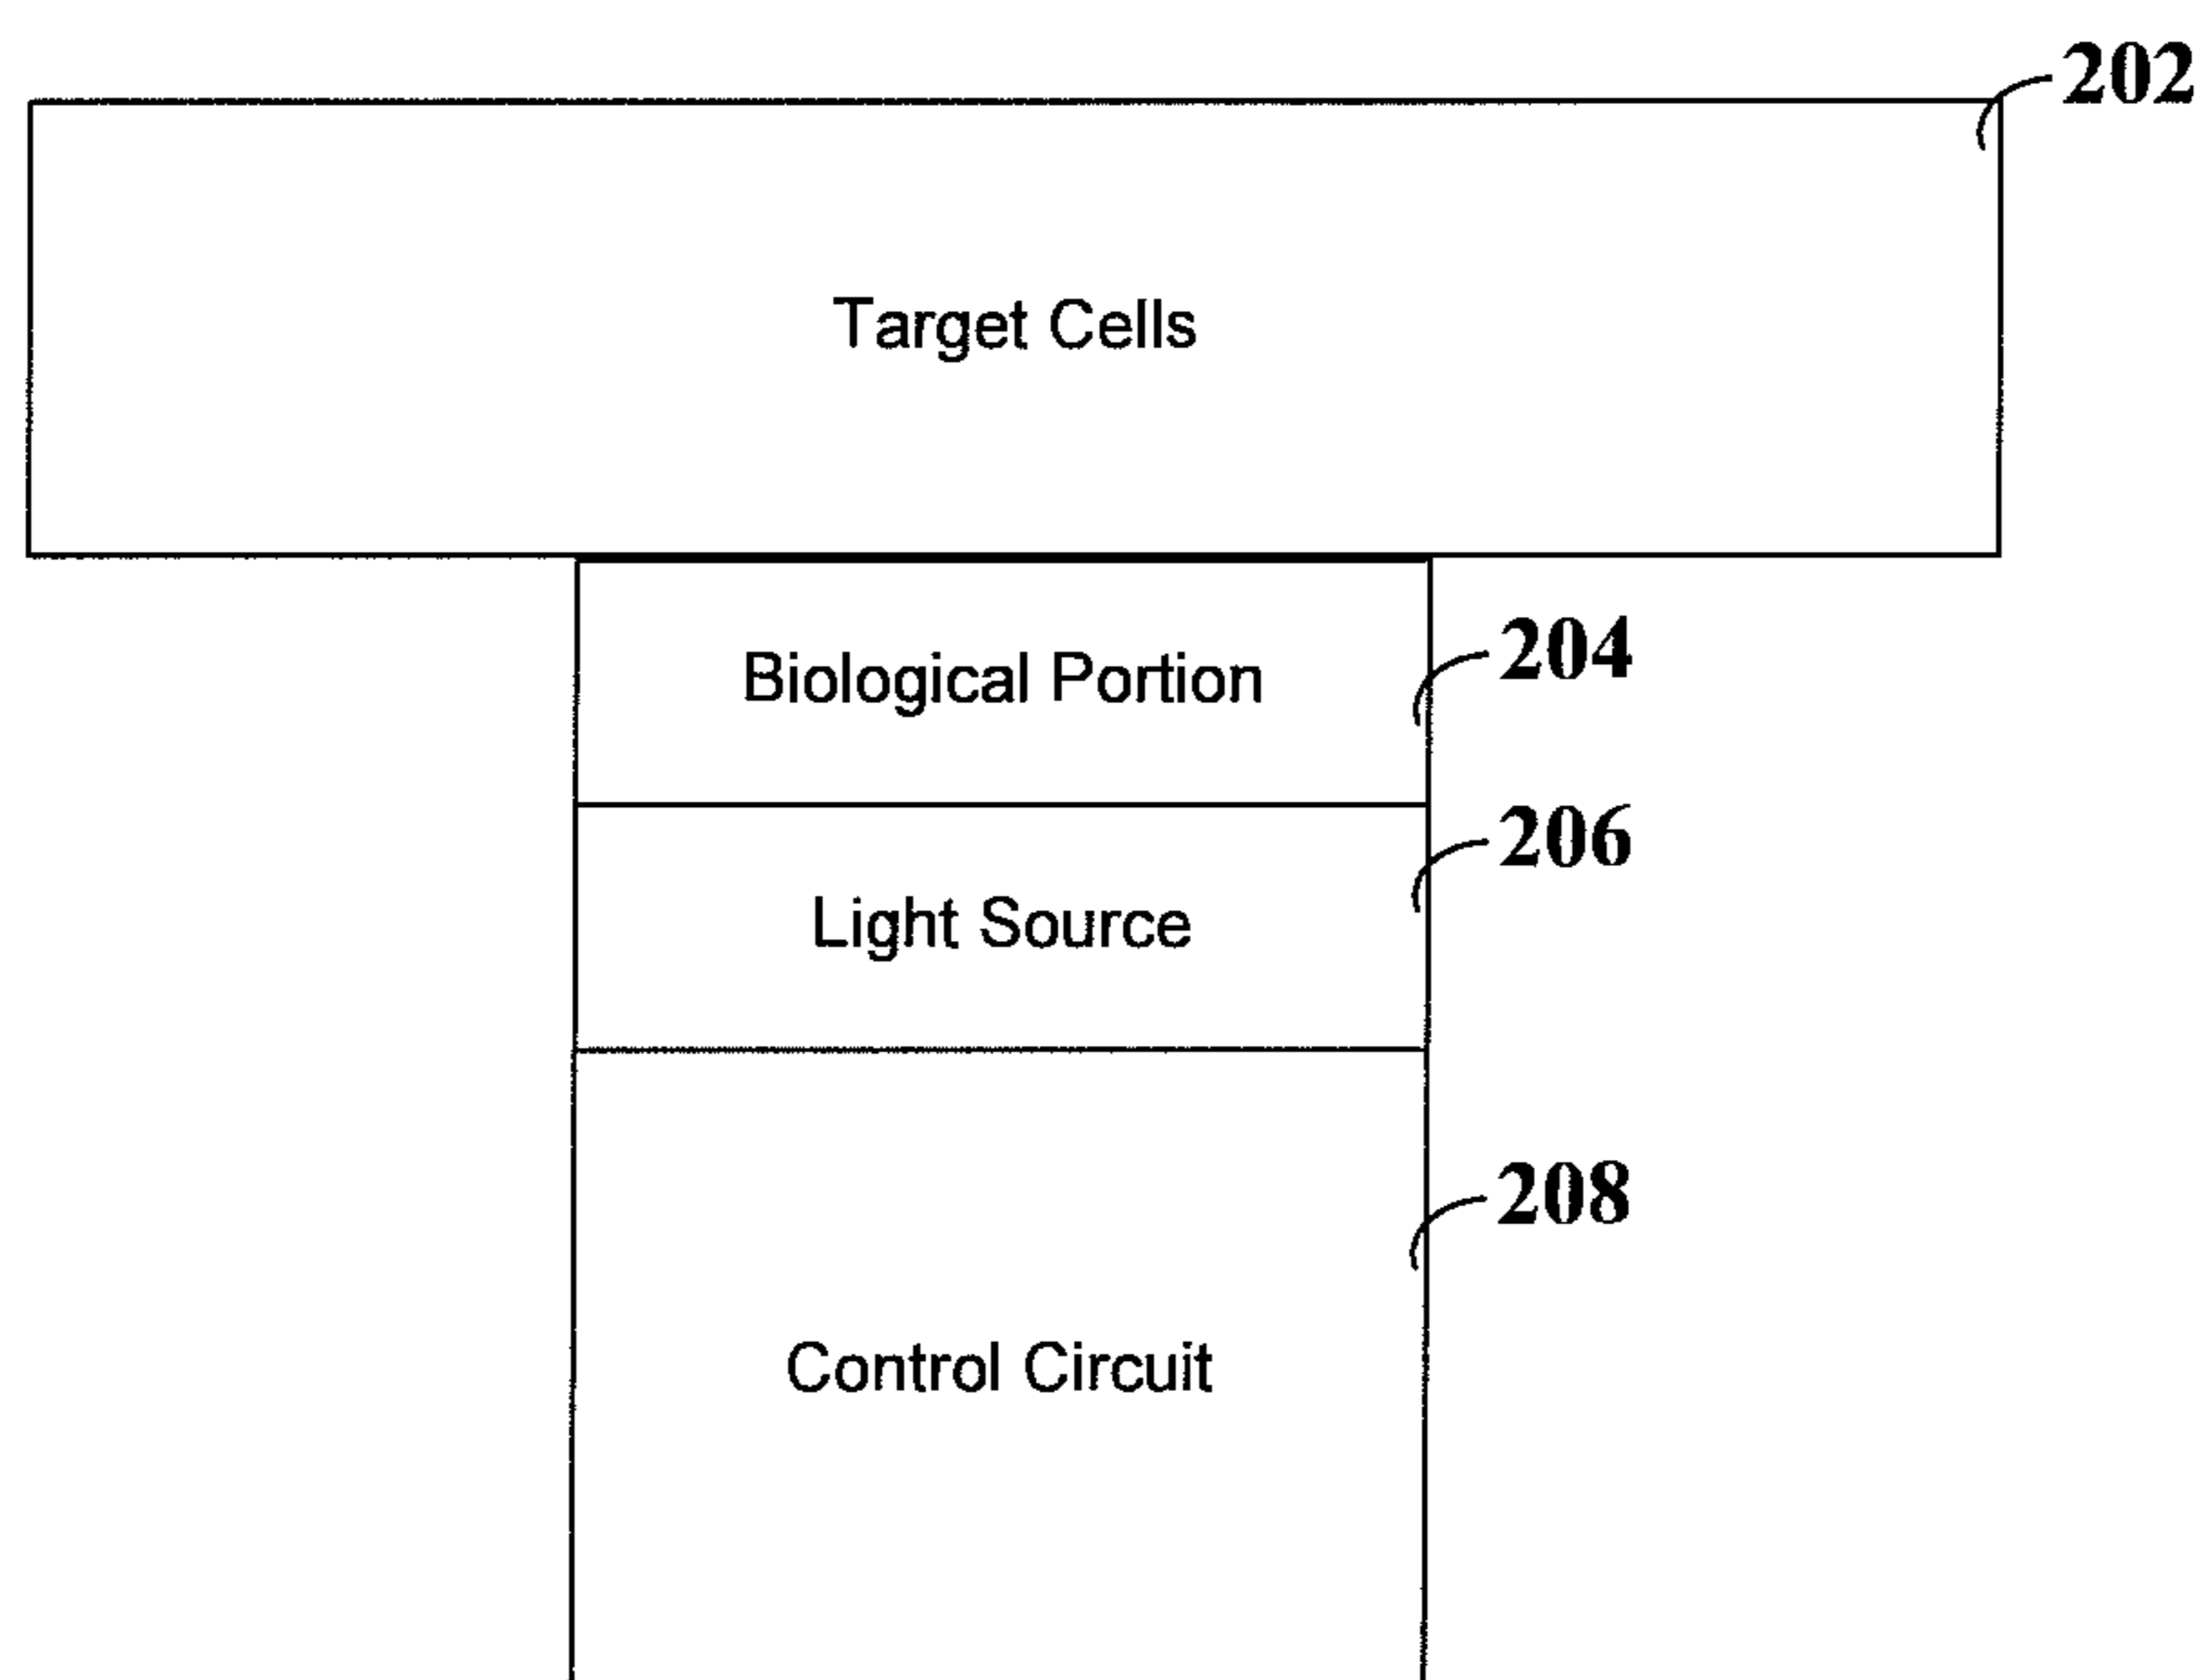 202
Target Cells
Biological Portion
204
206
Light Source
208
Control Circuit